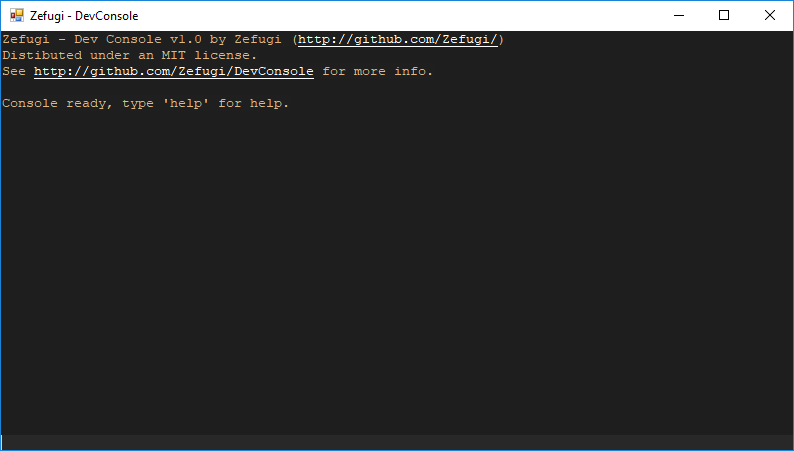 Zefugi - DevConsole
Zefugi - Dev Console v1.0 by Zefugi (http://github.com/Zefugi/)
Distibuted under an MIT license.
See http://github.com/Zefugi/DevConsole for more info.
Console ready, type 'help' for help.